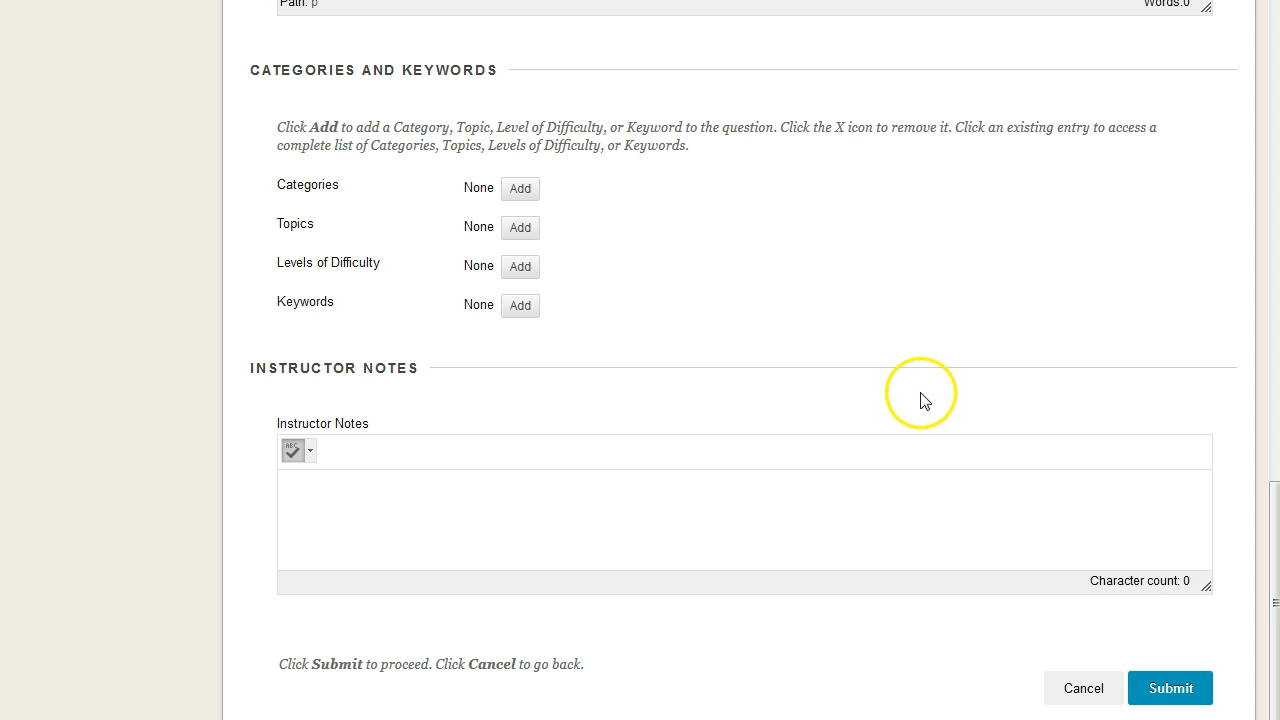 Path: p Words:0
CATEGORIES AND KEYWORDS
Click Add to add a Category, Topic, Level of Difficulty, or Keyword to the question. Click the X icon to remove it. Click an existing entry to access a
complete list of Categories, Topics, Levels of Difficulty, or Keywords.
Categories None Add
Topics None Add
Levels of Difficulty None Add
Keywords None Add
INSTRUCTOR NOTES
Instructor Notes
ABC
Character count: 0
Click Submit to proceed. Click Cancel to go back.
Cancel Submit